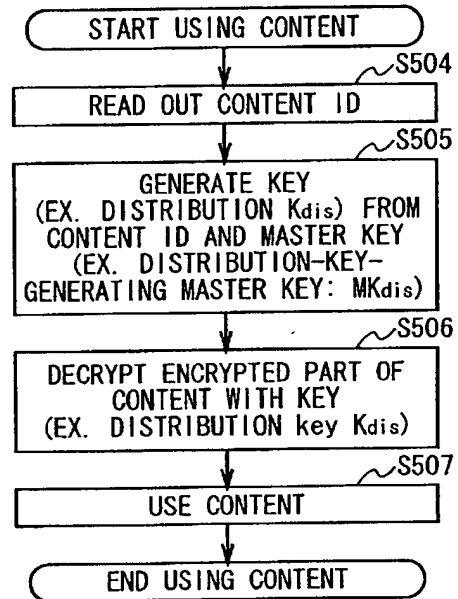 START USING CONTENT
S504
READ OUT CONTENT ID
S505
GENERATE KEY
(EX. DISTRIBUTION Kdis) FROM
CONTENT ID AND MASTER KEY
(EX. DISTRIBUTION-KEY-
GENERATING MASTER KEY: MKdis)
S506
DECRYPT ENCRYPTED PART OF
CONTENT WITH KEY
(EX. DISTRIBUTION key Kdis)
S507
USE CONTENT
END USING CONTENT